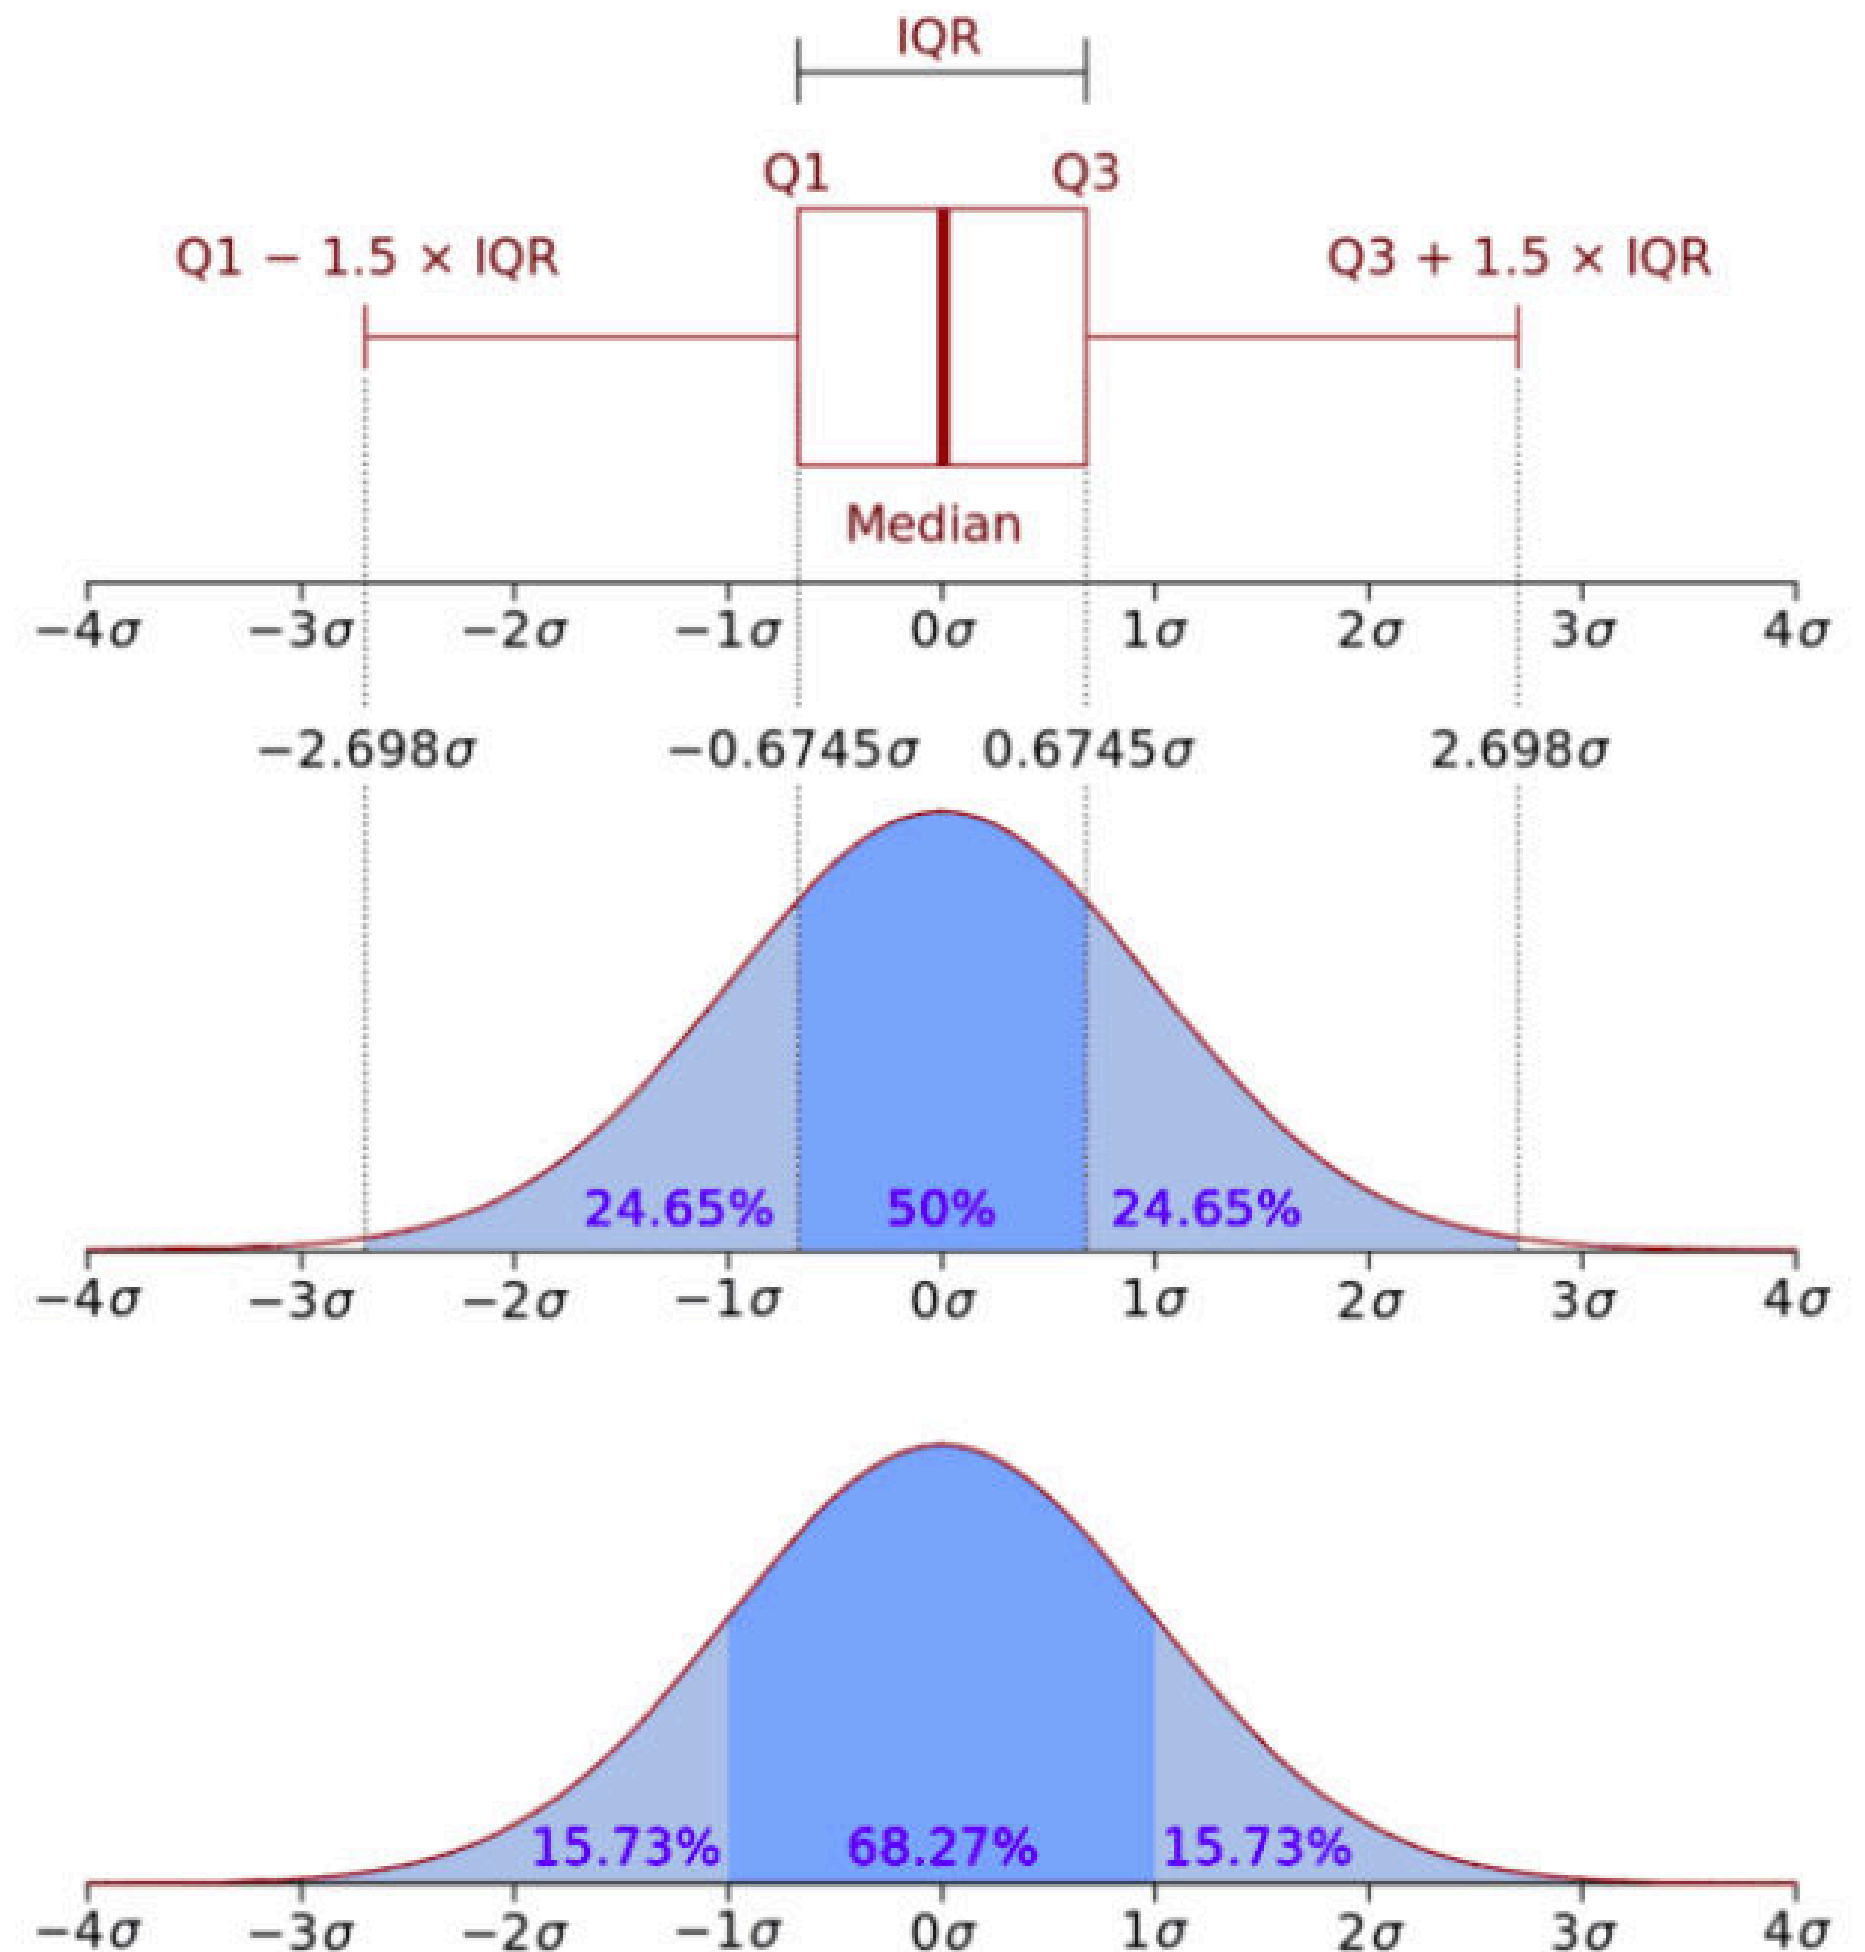 IQR
Q1 Q3
Q1 − 1.5 × IQR Q3 + 1.5 × IQR
Median
−4σ −3σ −2σ −1σ 0σ 1σ 2σ 3σ 4σ
−2.698σ −0.6745σ 0.6745σ 2.698σ
24.65% 50% 24.65%
−4σ −3σ −2σ −1σ 0σ 1σ 2σ 3σ 4σ
15.73% 68.27% 15.73%
−4σ −3σ −2σ −1σ 0σ 1σ 2σ 3σ 4σ